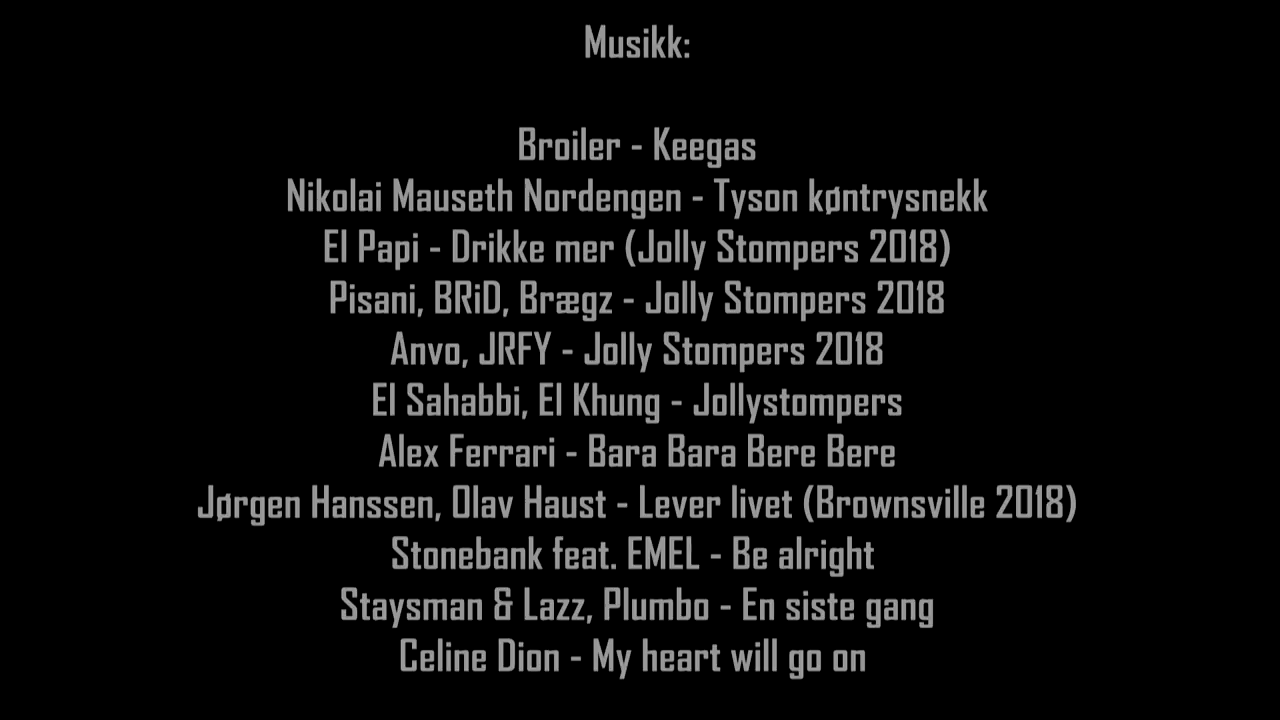 Musikk:
Broiler - Keegas
Nikolai Mauseth Nordengen - Tyson køntrysnekk
El Papi - Drikke mer (Jolly Stompers 2018)
Pisani, BRiD, Brægz - Jolly Stompers 2018
Anvo, JRFY - Jolly Stompers 2018
El Sahabbi, El Khung - Jollystompers
Alex Ferrari - Bara Bara Bere Bere
Jørgen Hanssen, Olav Haust - Lever livet (Brownsville 2018)
Stonebank feat. EMEL - Be alright
Staysman & Lazz, Plumbo - En siste gang
Celine Dion - My heart will go on